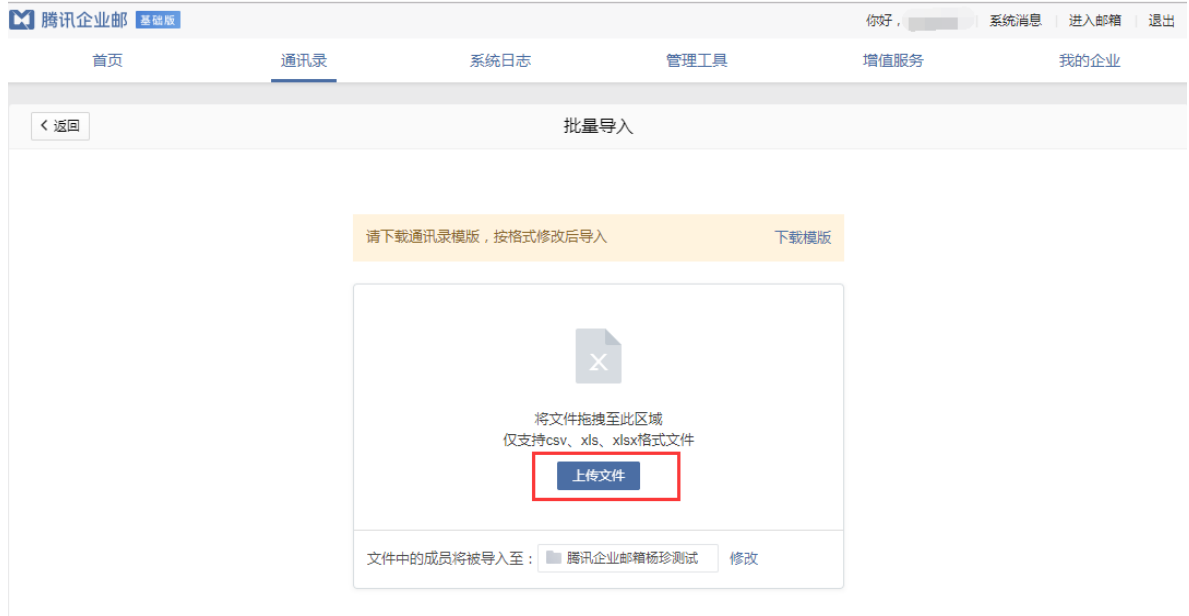 腾讯企业邮 基础版 你好， 系统消息 进入邮箱 退出
首页 通讯录 系统日志 管理工具 增值服务 我的企业
返回 批量导入
请下载通讯录模版，按格式修改后导入 下载模版
将文件拖拽至此区域
仅支持csv、xls、xlsx格式文件
上传文件
文件中的成员将被导入至： 腾讯企业邮箱杨珍测试 修改